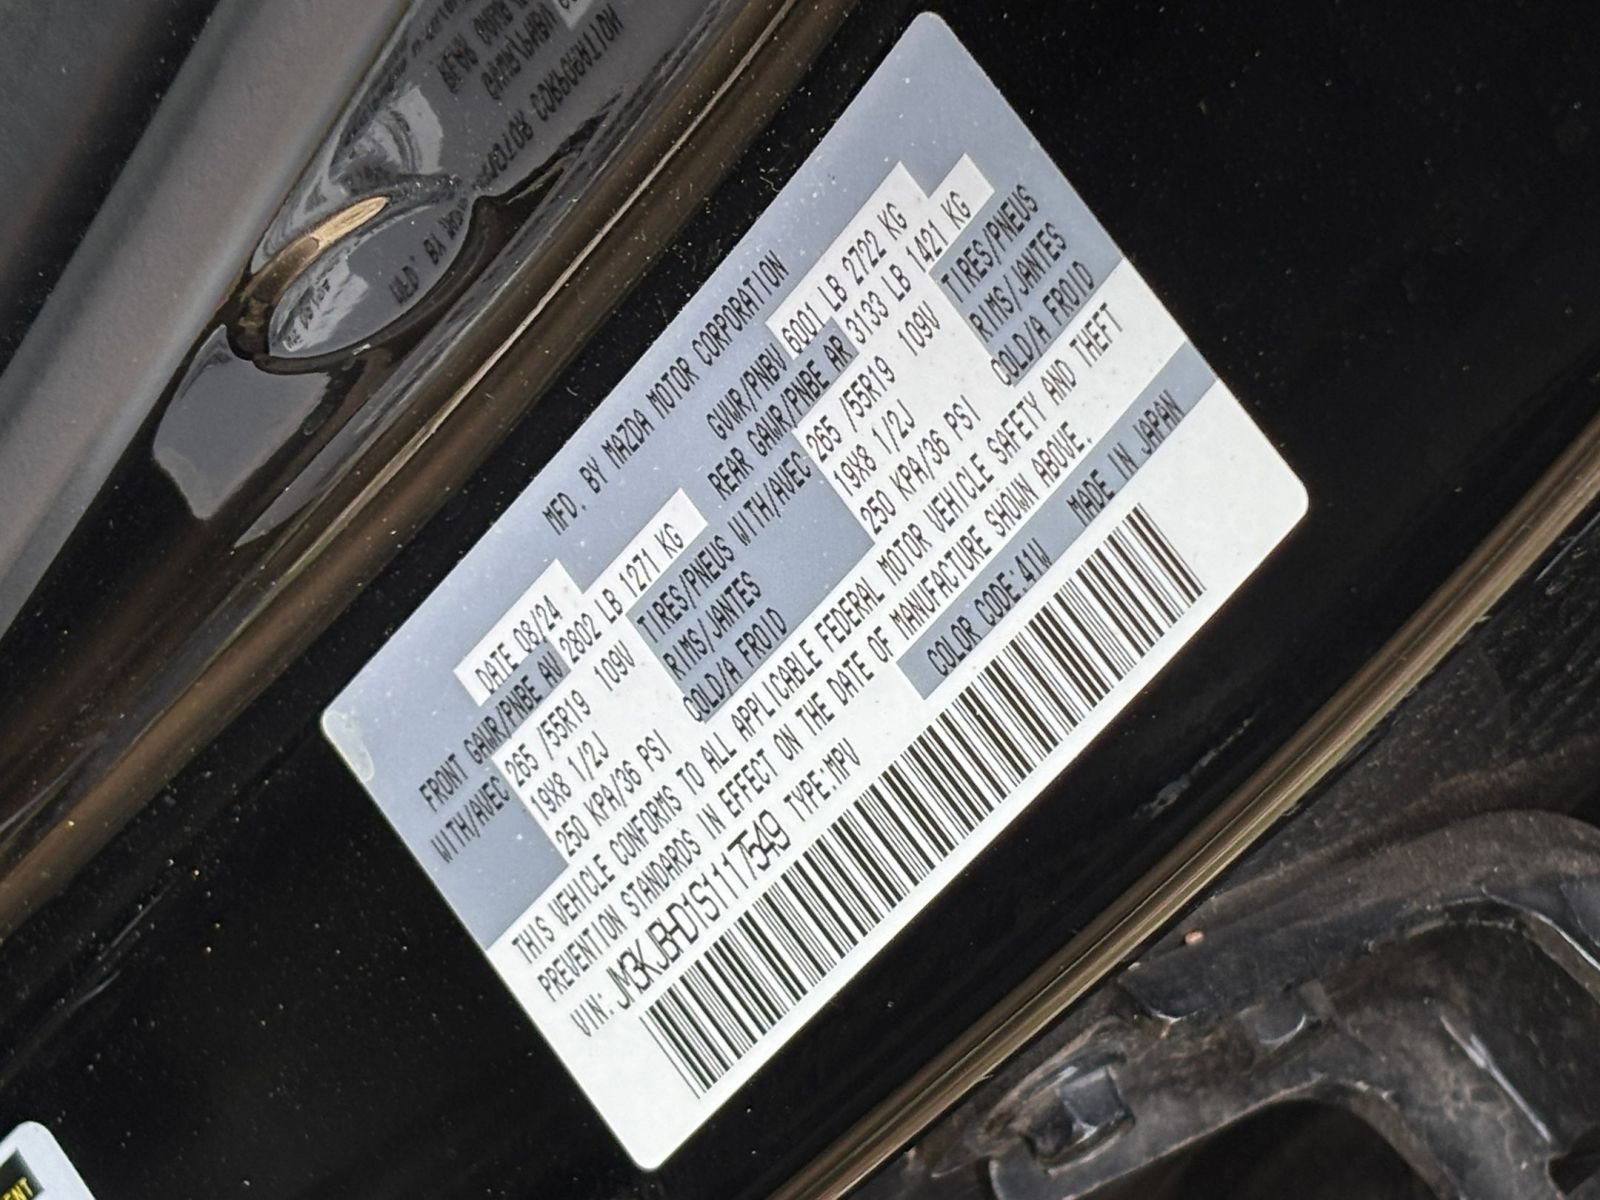 MFD. BY MAZDA MOTOR CORPORATION
DATE 08/24 GVWR/PNBV 6001 LB 2722 KG
FRONT GAWR/PNBE AV 2802 LB 1271 KG REAR GAWR/PNBE AR 3133 LB 1421 KG
WITH/AVEC 265 /55R19 109V TIRES/PNEUS WITH/AVEC 265 /55R19 109V TIRES/PNEUS
19X8 1/2J RIMS/JANTES 19X8 1/2J RIMS/JANTES
250 KPA/36 PSI COLD/A FROID 250 KPA/36 PSI COLD/A FROID
THIS VEHICLE CONFORMS TO ALL APPLICABLE FEDERAL MOTOR VEHICLE SAFETY AND THEFT
PREVENTION STANDARDS IN EFFECT ON THE DATE OF MANUFACTURE SHOWN ABOVE.
VIN: JM3KJBHD1S1117549 TYPE:MPV COLOR CODE:41W MADE IN JAPAN